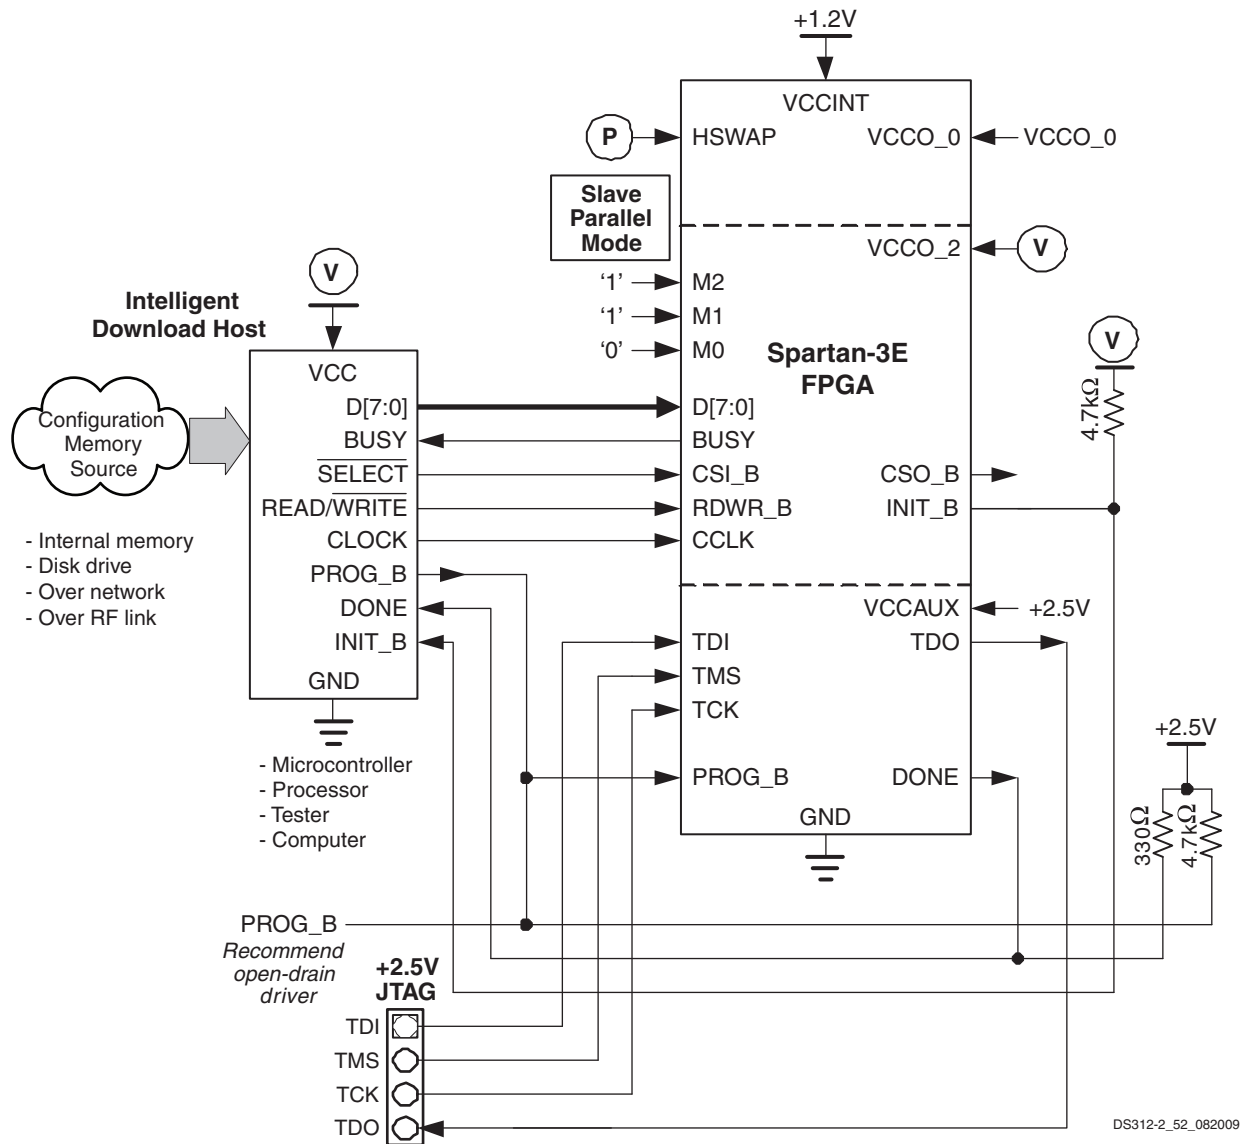 +1.2V
VCCINT
P
HSWAP
VCCO_0
VCCO_0
Slave
Parallel
Mode
VCCO_2
V
‘1’
M2
‘1’
M1
‘0’
M0
Spartan-3E
FPGA
V
Intelligent
Download Host
V
4.7kΩ
VCC
Configuration
Memory
Source
D[7:0]
D[7:0]
BUSY
BUSY
SELECT
CSI_B
CSO_B
READ/WRITE
RDWR_B
INIT_B
CLOCK
CCLK
- Internal memory
- Disk drive
- Over network
- Over RF link
PROG_B
DONE
VCCAUX
+2.5V
INIT_B
TDI
TDO
GND
TMS
TCK
+2.5V
- Microcontroller
- Processor
- Tester
- Computer
PROG_B
DONE
GND
330Ω
4.7kΩ
PROG_B
Recommend
open-drain
driver
+2.5V
JTAG
TDI
TMS
TCK
TDO
DS312-2_52_082009